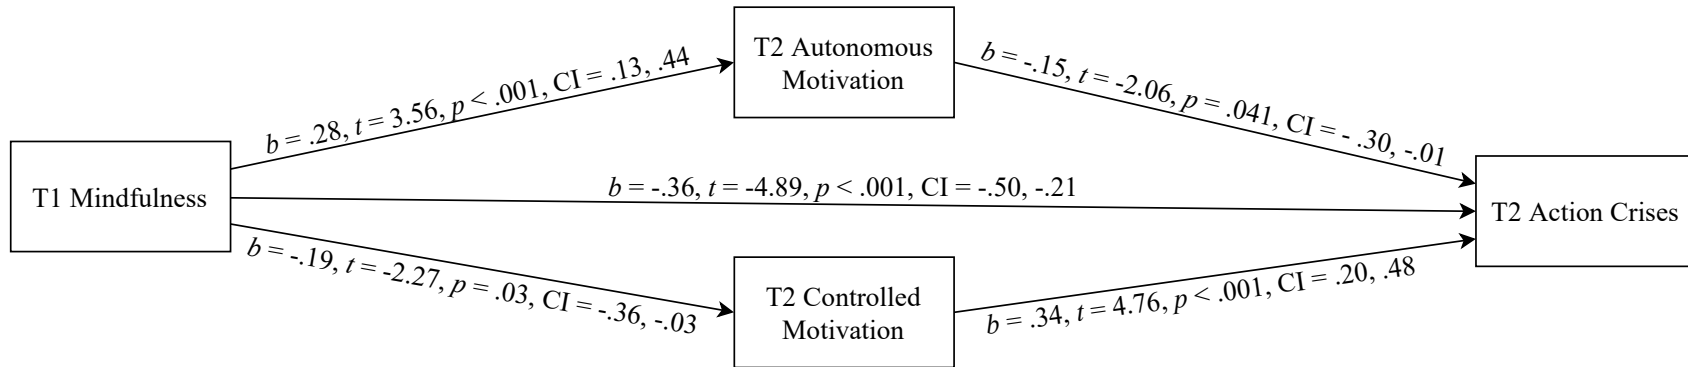 T2 Autonomous
Motivation
b = .28, t = 3.56, p < .001, CI = .13, .44
b = -.15, t = -2.06, p = .041, CI = - .30, -.01
T1 Mindfulness
b = -.36, t = -4.89, p < .001, CI = -.50, -.21
T2 Action Crises
b = -.19, t = -2.27, p = .03, CI = -.36, -.03
T2 Controlled
Motivation
b = .34, t = 4.76, p < .001, CI = .20, .48